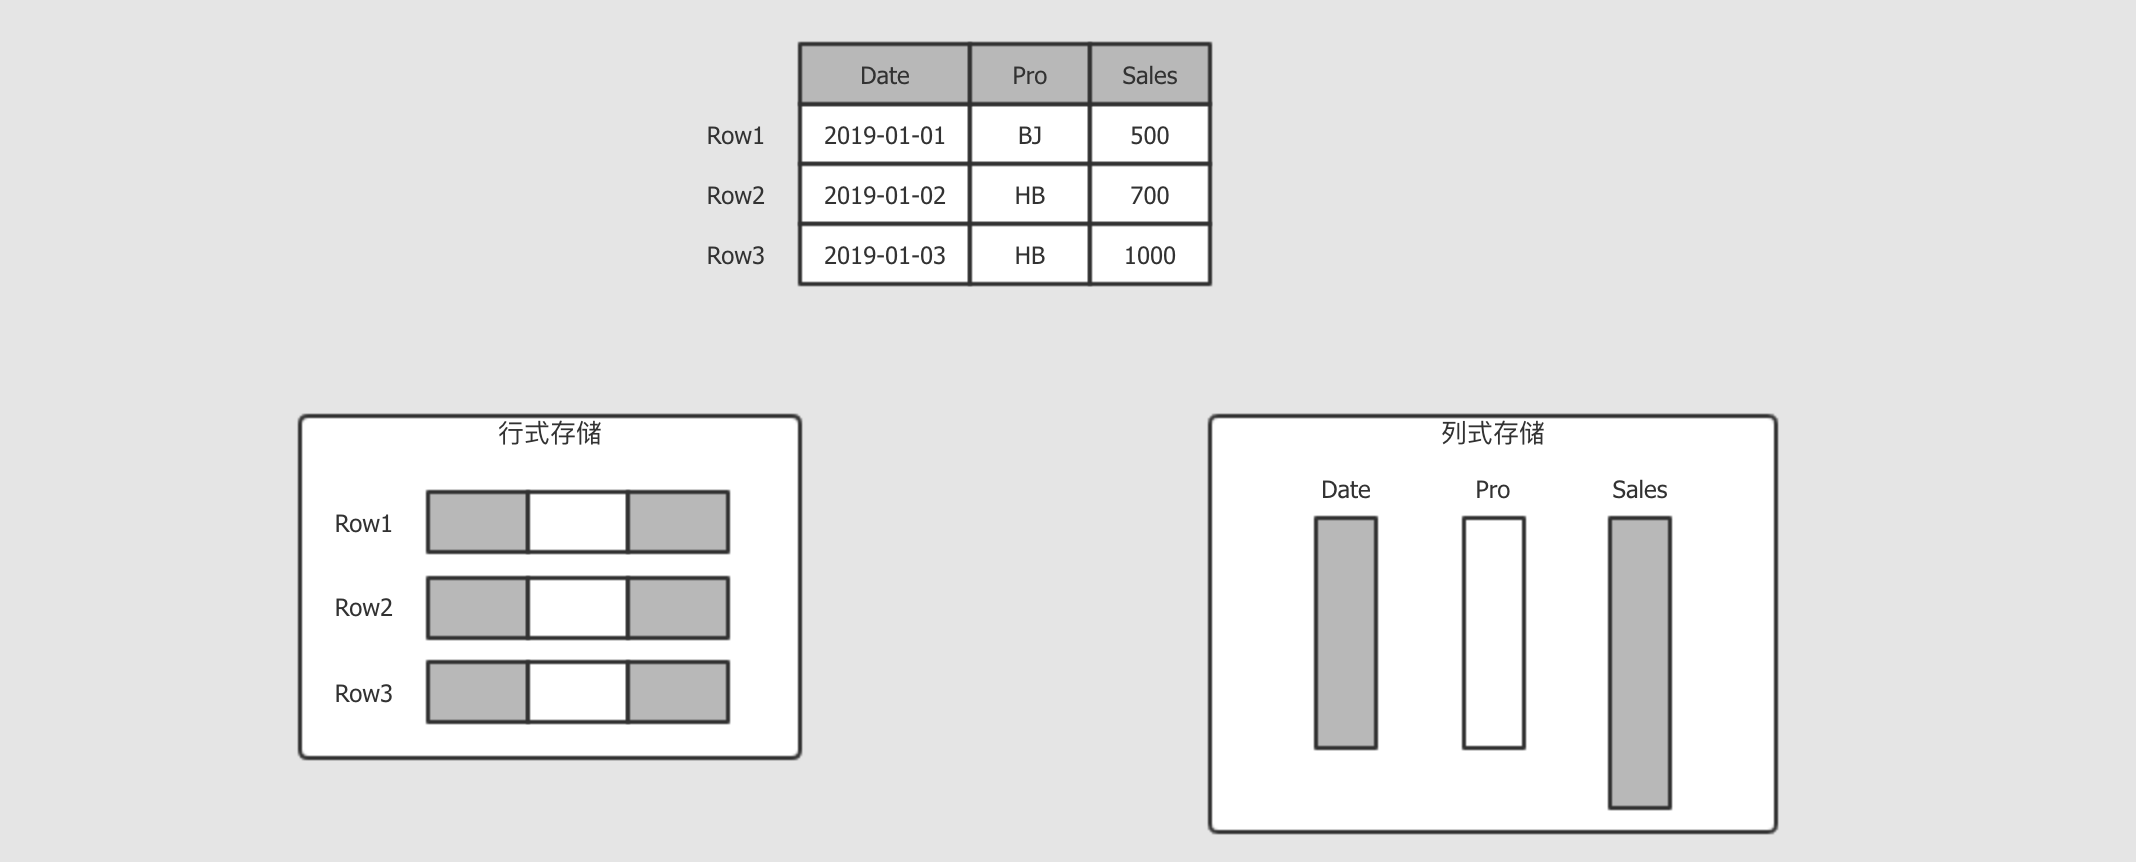 Date Pro Sales
Row1 2019-01-01 BJ 500
Row2 2019-01-02 HB 700
Row3 2019-01-03 HB 1000
行式存储
Row1
Row2
Row3
列式存储
Date Pro Sales